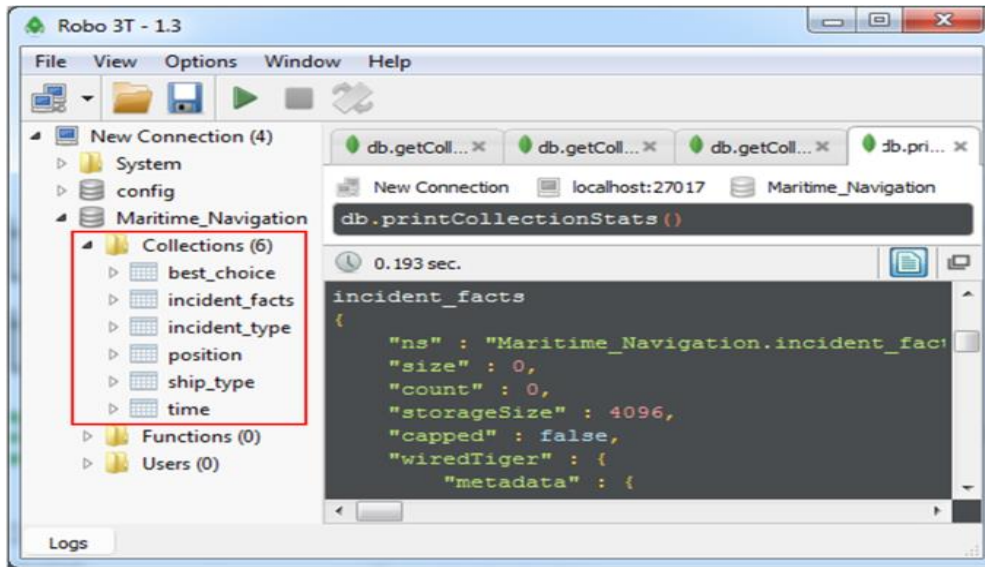 Robo 3T - 1.3
File View Options Window Help
New Connection (4)
System
config
Maritime_Navigation
Collections (6)
best_choice
incident_facts
incident_type
position
ship_type
time
Functions (0)
Users (0)
db.getColl... db.getColl... db.getColl... db.pri...
New Connection localhost:27017 Maritime_Navigation
db.printCollectionStats()
0.193 sec.
incident_facts
{
"ns" : "Maritime_Navigation.incident_fact
"size" : 0,
"count" : 0,
"storageSize" : 4096,
"capped" : false,
"wiredTiger" : {
"metadata" : {
Logs